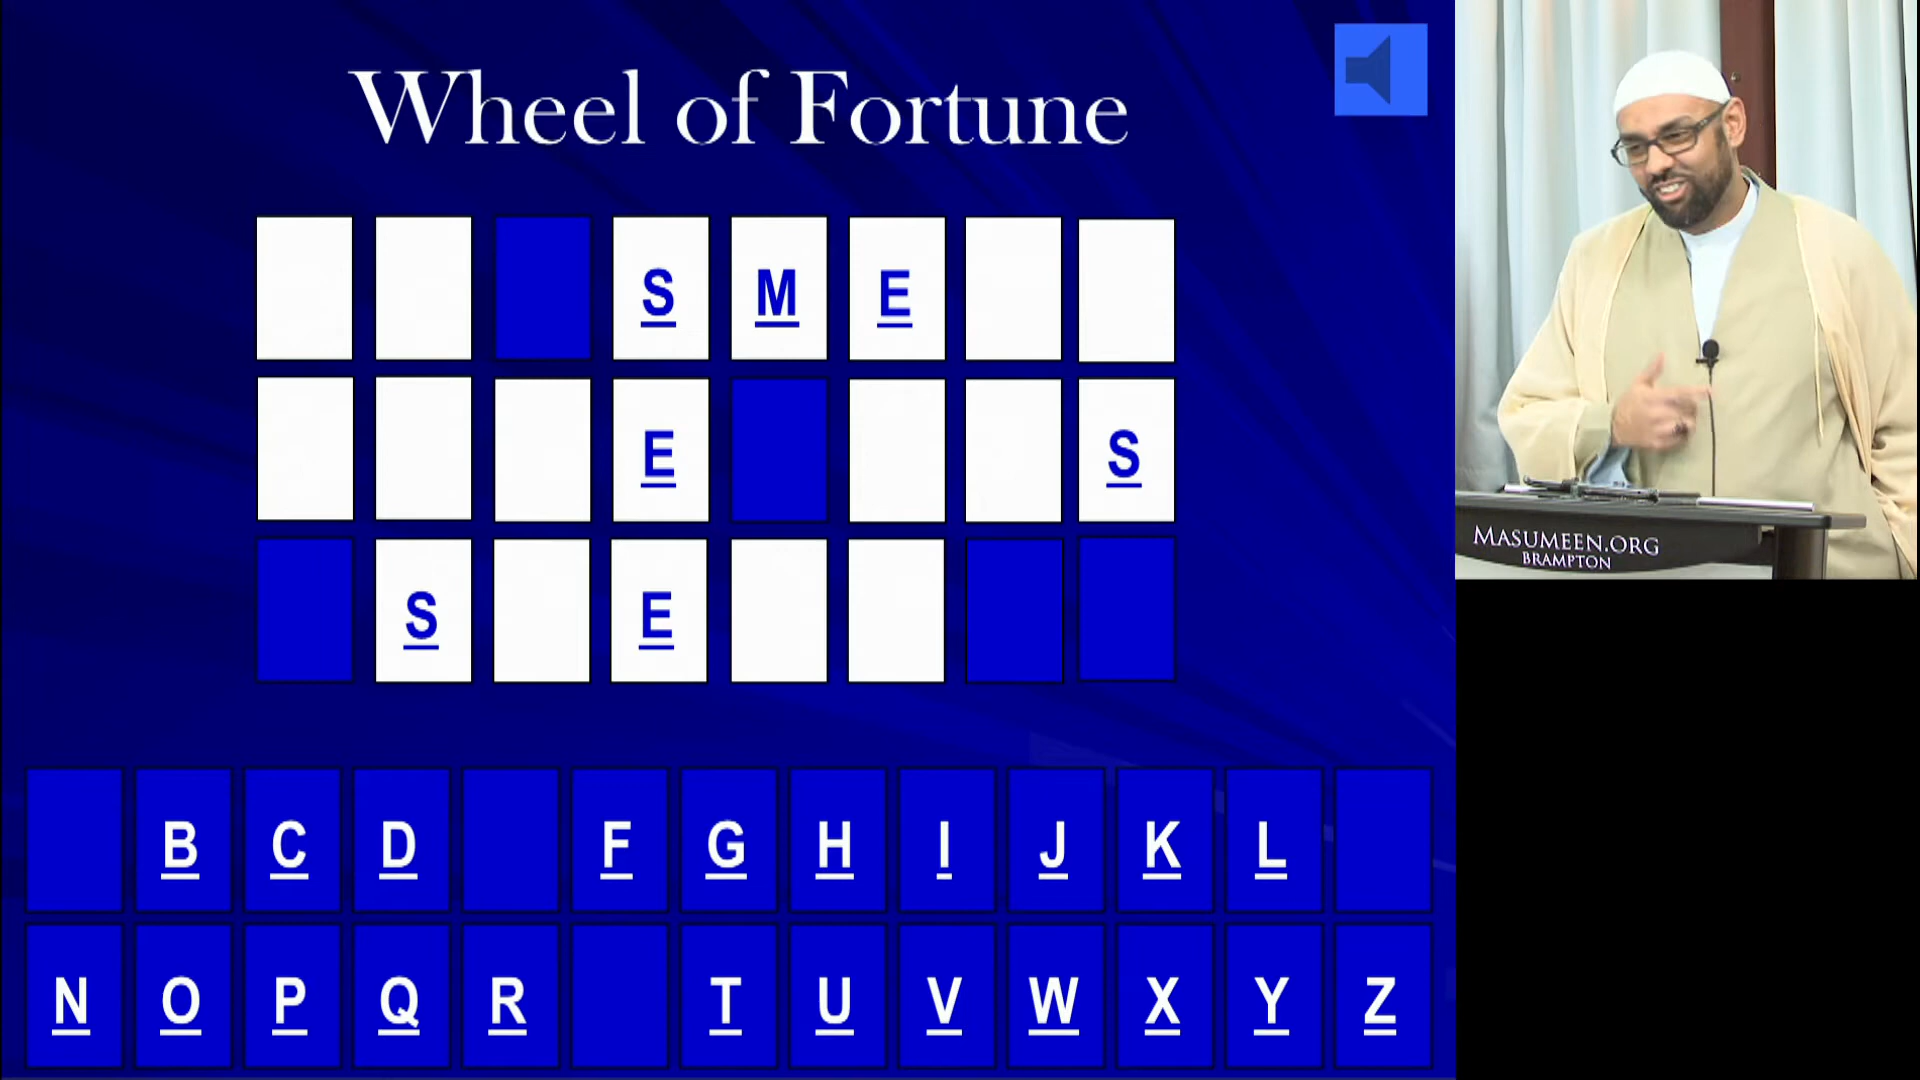 Wheel of Fortune
S M E
E S
S E
B C D F G H I J K L
N O P Q R T U V W X Y Z
MASUMEEN.ORG
BRAMPTON